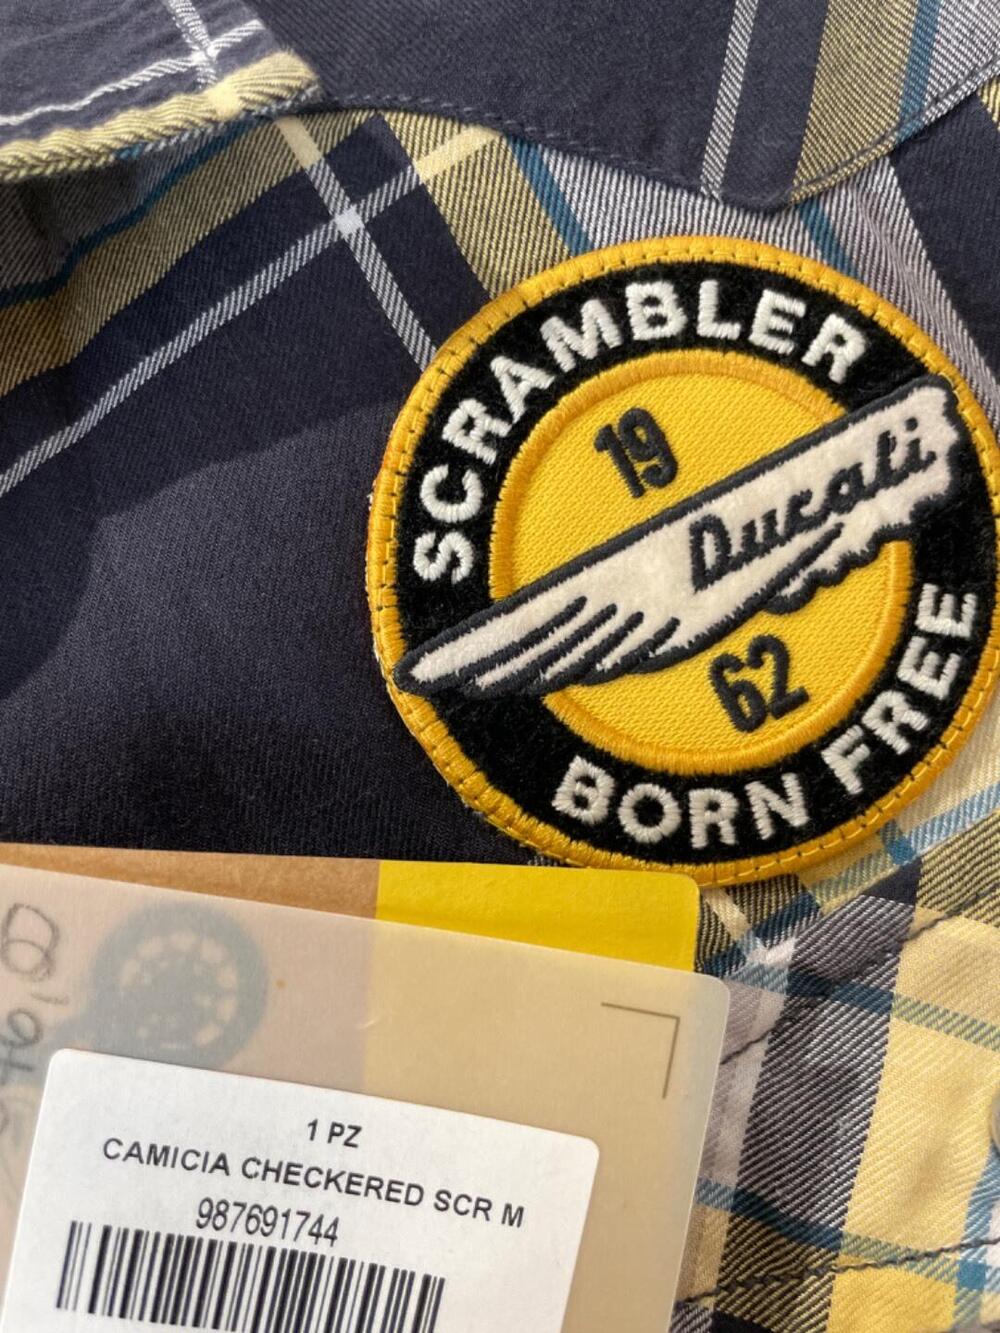 SCRAMBLER
19
Ducati
62
BORN FREE
1 PZ
CAMICIA CHECKERED SCR M
987691744